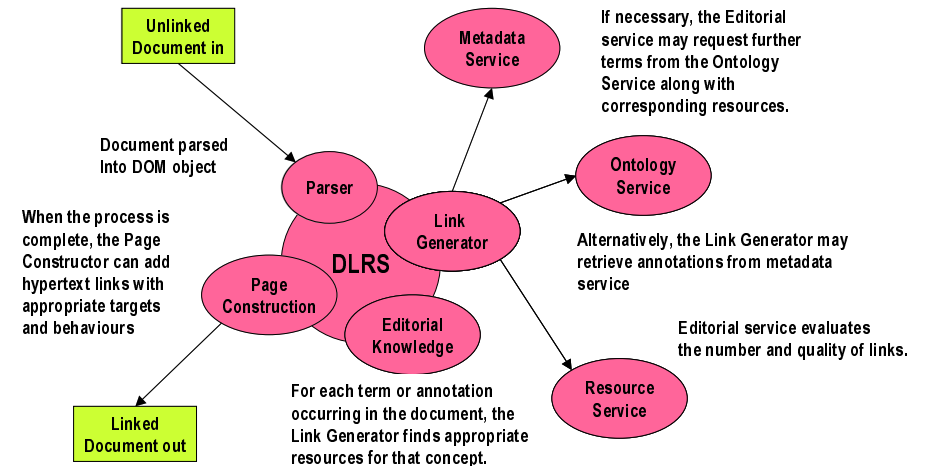 Unlinked
Document in
Metadata
Service
If necessary, the Editorial
service may request further
terms from the Ontology
Service along with
corresponding resources.
Document parsed
Into DOM object
Parser
Ontology
Service
When the process is
complete, the Page
Constructor can add
hypertext links with
appropriate targets
and behaviours
Link
Generator
DLRS
Alternatively, the Link Generator may
retrieve annotations from metadata
service
Page
Construction
Editorial
Knowledge
Editorial service evaluates
the number and quality of links.
Resource
Service
For each term or annotation
occurring in the document, the
Link Generator finds appropriate
resources for that concept.
Linked
Document out